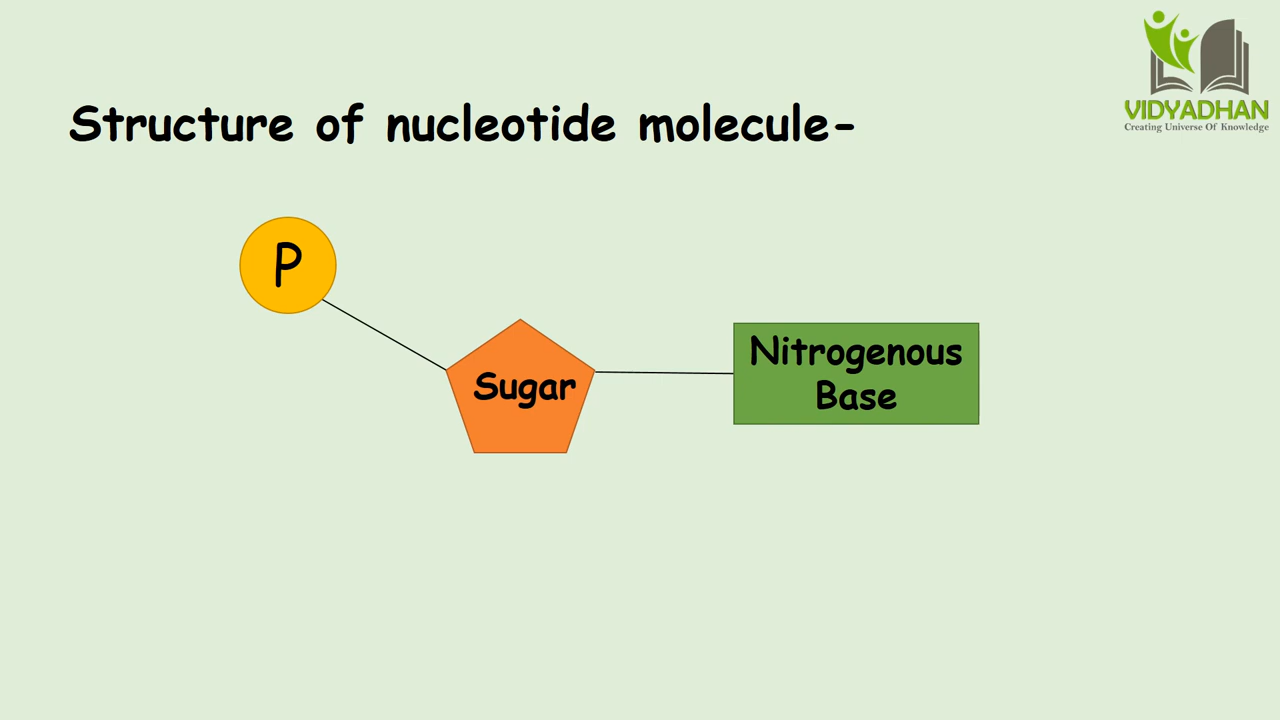 VIDYADHAN
Creating Universe Of Knowledge
Structure of nucleotide molecule-
P
Sugar
Nitrogenous
Base